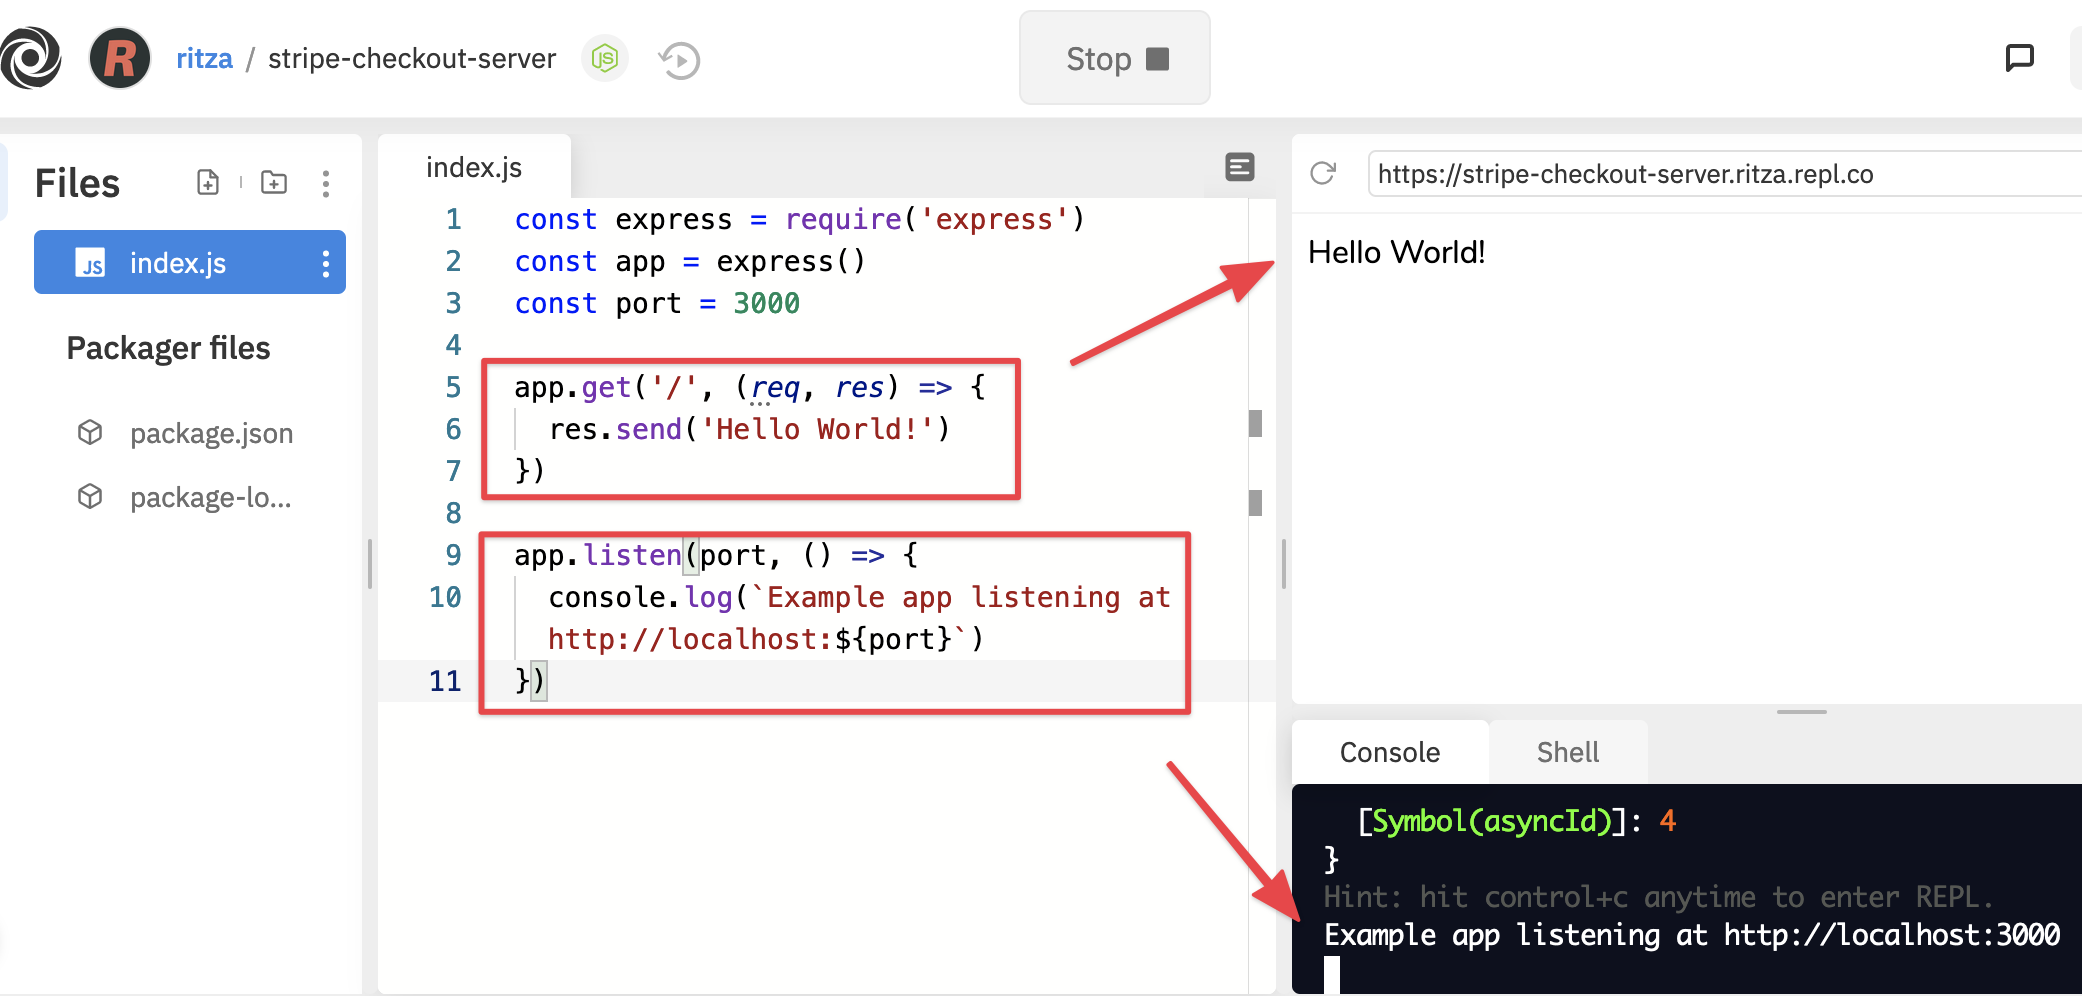 R ritza / stripe-checkout-server JS
Stop
Files
JS index.js
Packager files
package.json
package-lo...
index.js
1 const express = require('express')
2 const app = express()
3 const port = 3000
4
5 app.get('/', (req, res) => {
6 res.send('Hello World!')
7 })
8
9 app.listen(port, () => {
10 console.log(`Example app listening at
http://localhost:${port}`)
11 })
https://stripe-checkout-server.ritza.repl.co
Hello World!
Console Shell
[Symbol(asyncId)]: 4
}
Hint: hit control+c anytime to enter REPL.
Example app listening at http://localhost:3000